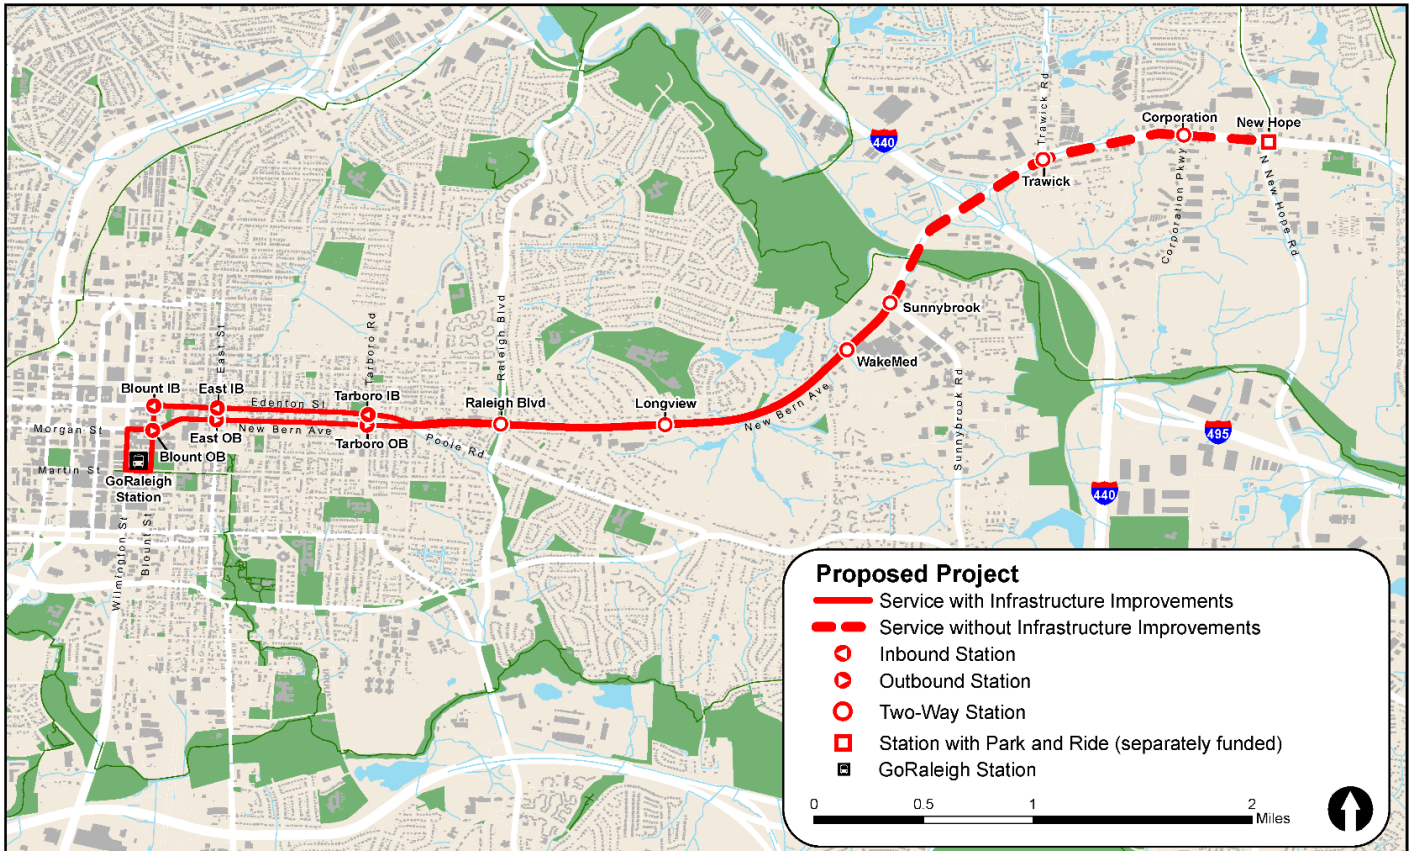 440
Trawick Rd
Corporation
New Hope
Trawick
Corporation Pkwy
N New Hope Rd
Sunnybrook
WakeMed
Raleigh Blvd
Tarboro Rd
East St
Blount IB
East IB
Tarboro IB
Edenton St
Raleigh Blvd
Longview
New Bern Ave
Sunnybrook Rd
Morgan St
East OB
New Bern Ave
Tarboro OB
Poole Rd
495
Blount OB
Martin St
GoRaleigh
Station
440
Wilmington St
Blount St
Proposed Project
Service with Infrastructure Improvements
Service without Infrastructure Improvements
Inbound Station
Outbound Station
Two-Way Station
Station with Park and Ride (separately funded)
GoRaleigh Station
0 0.5 1 2
Miles